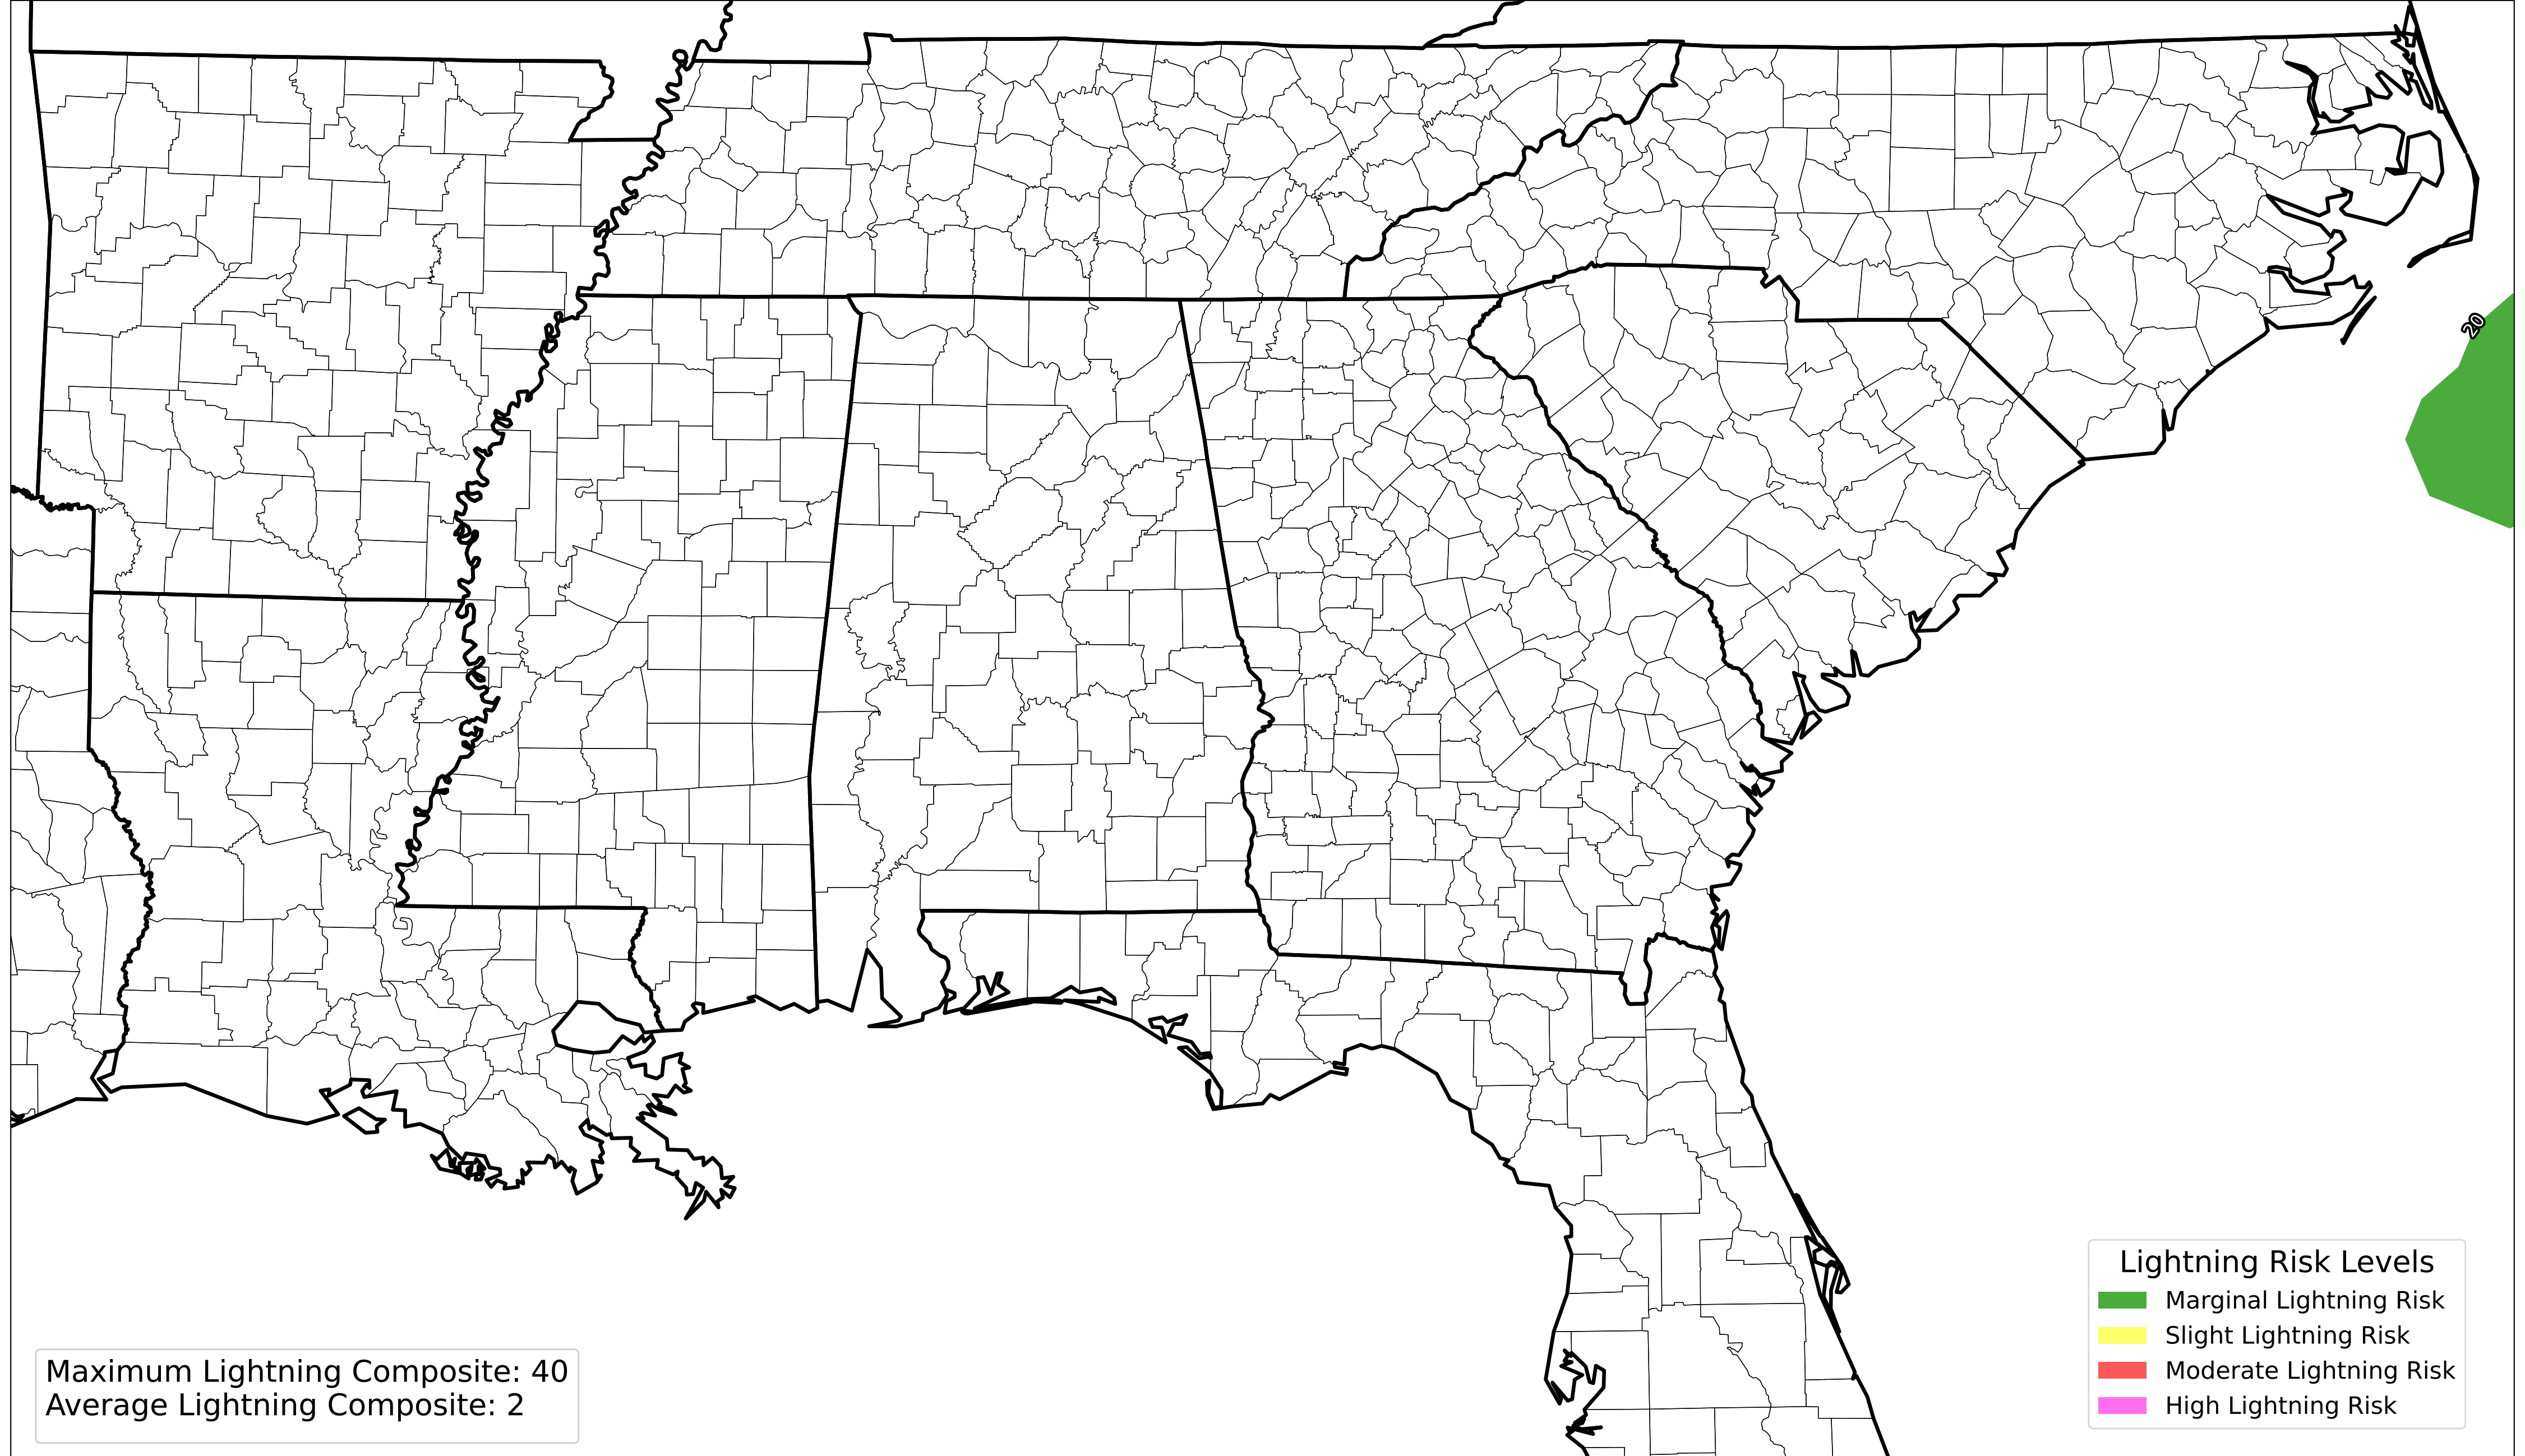 20
Lightning Risk Levels
Marginal Lightning Risk
Slight Lightning Risk
Moderate Lightning Risk
High Lightning Risk
Maximum Lightning Composite: 40
Average Lightning Composite: 2